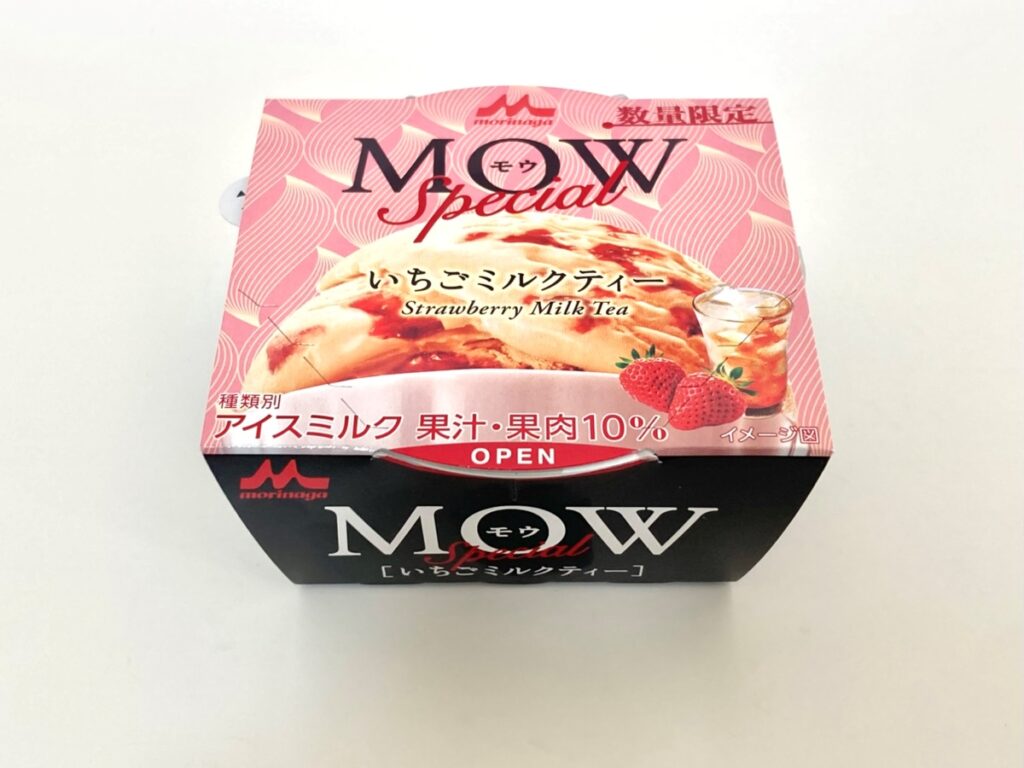 morinaga
数量限定
MOW
モウ
Special
いちごミルクティー
Strawberry Milk Tea
種類別
アイスミルク 果汁・果肉10%
イメージ図
OPEN
morinaga
MOW
モウ
Special
[いちごミルクティー]